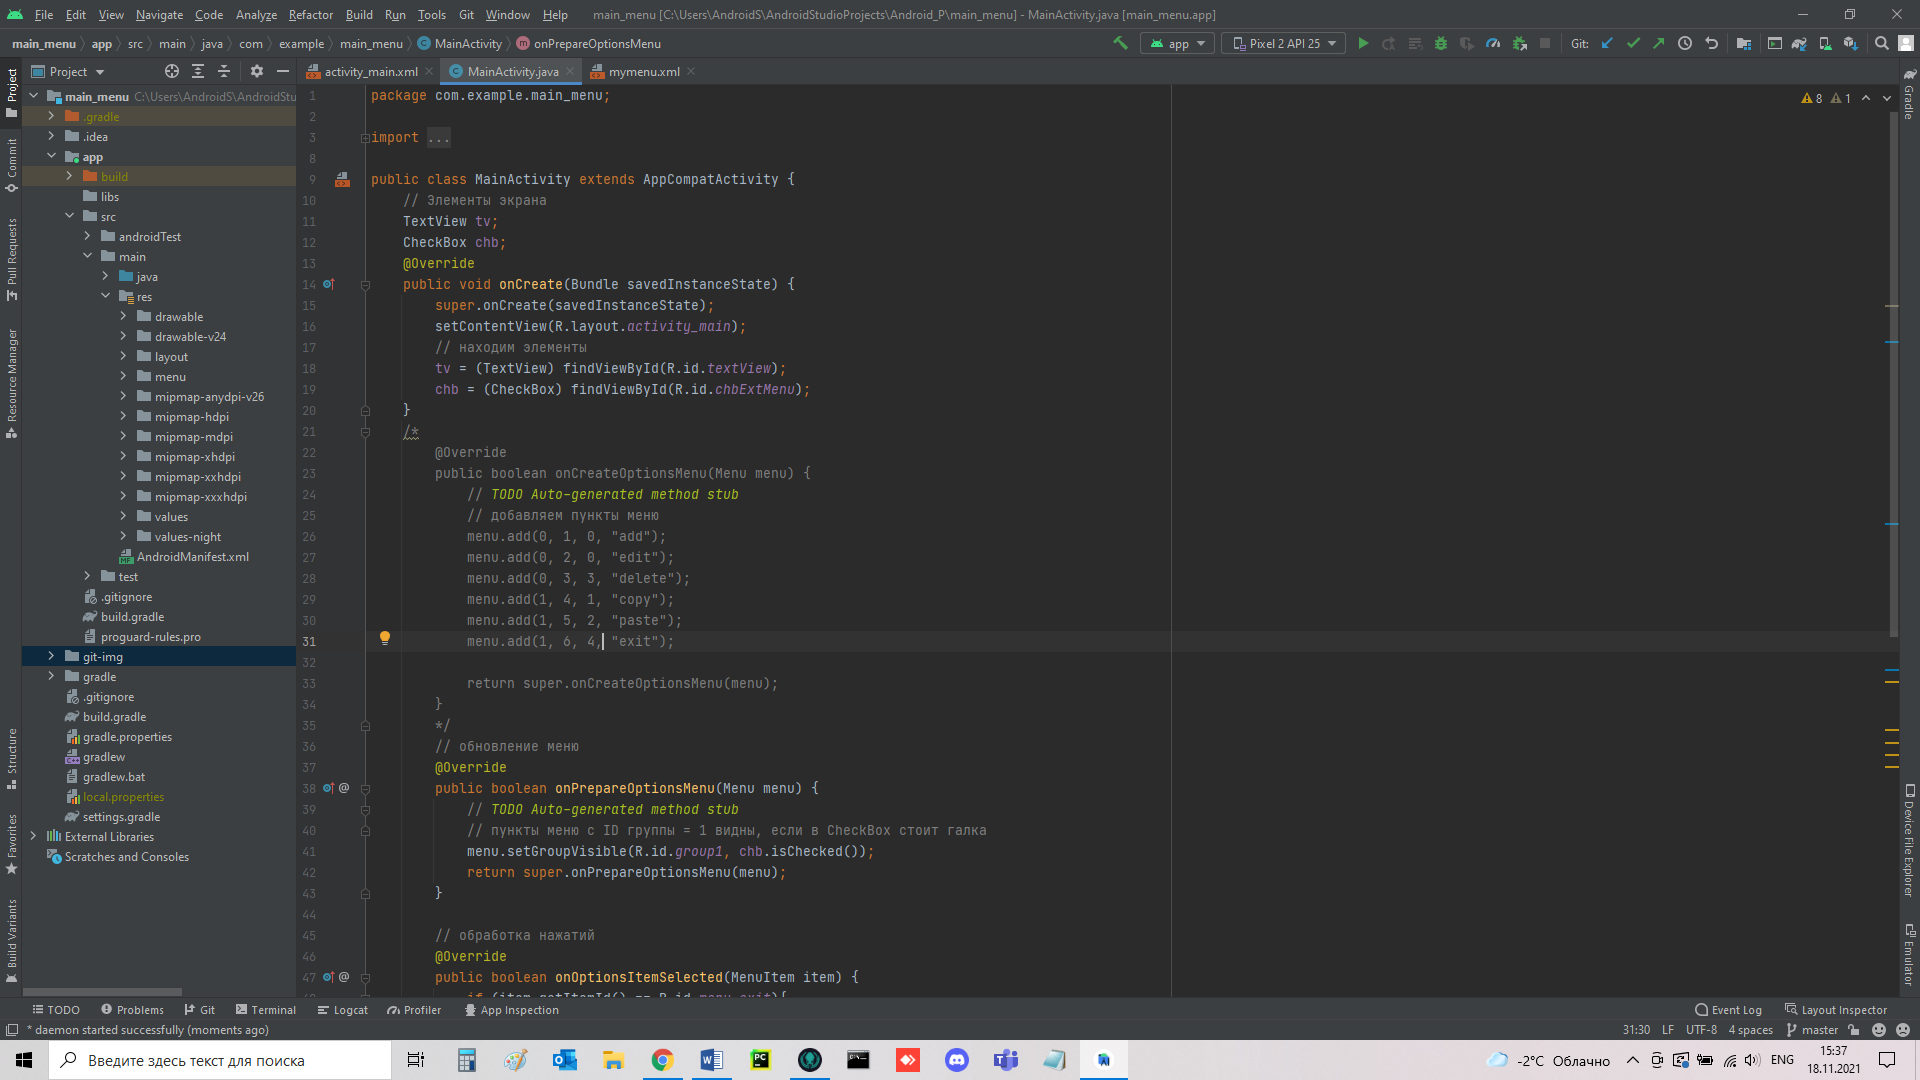 File Edit View Navigate Code Analyze Refactor Build Run Tools Git Window Help main_menu [C:\Users\AndroidS\AndroidStudioProjects\Android_P\main_menu] - MainActivity.java [main_menu.app]
main_menu app src main java com example main_menu MainActivity onPrepareOptionsMenu app Pixel 2 API 25 Git:
Project activity_main.xml MainActivity.java mymenu.xml
main_menu C:\Users\AndroidS\AndroidStu
.gradle
.idea
app
build
libs
src
androidTest
main
java
res
drawable
drawable-v24
layout
menu
mipmap-anydpi-v26
mipmap-hdpi
mipmap-mdpi
mipmap-xhdpi
mipmap-xxhdpi
mipmap-xxxhdpi
values
values-night
AndroidManifest.xml
test
.gitignore
build.gradle
proguard-rules.pro
git-img
gradle
.gitignore
build.gradle
gradle.properties
gradlew
gradlew.bat
local.properties
settings.gradle
External Libraries
Scratches and Consoles
Project
Commit
Pull Requests
Resource Manager
Structure
Favorites
Build Variants
1 package com.example.main_menu;
2
3 import ...
8
9 public class MainActivity extends AppCompatActivity {
10 // Элементы экрана
11 TextView tv;
12 CheckBox chb;
13 @Override
14 public void onCreate(Bundle savedInstanceState) {
15 super.onCreate(savedInstanceState);
16 setContentView(R.layout.activity_main);
17 // находим элементы
18 tv = (TextView) findViewById(R.id.textView);
19 chb = (CheckBox) findViewById(R.id.chbExtMenu);
20 }
21 /*
22 @Override
23 public boolean onCreateOptionsMenu(Menu menu) {
24 // TODO Auto-generated method stub
25 // добавляем пункты меню
26 menu.add(0, 1, 0, "add");
27 menu.add(0, 2, 0, "edit");
28 menu.add(0, 3, 3, "delete");
29 menu.add(1, 4, 1, "copy");
30 menu.add(1, 5, 2, "paste");
31 menu.add(1, 6, 4, "exit");
32
33 return super.onCreateOptionsMenu(menu);
34 }
35 */
36 // обновление меню
37 @Override
38 @ public boolean onPrepareOptionsMenu(Menu menu) {
39 // TODO Auto-generated method stub
40 // пункты меню с ID группы = 1 видны, если в CheckBox стоит галка
41 menu.setGroupVisible(R.id.group1, chb.isChecked());
42 return super.onPrepareOptionsMenu(menu);
43 }
44
45 // обработка нажатий
46 @Override
47 @ public boolean onOptionsItemSelected(MenuItem item) {
if (item.getItemId() == R.id.menu_exit){
8 1
Gradle
Device File Explorer
Emulator
TODO Problems Git Terminal Logcat Profiler App Inspection Event Log Layout Inspector
* daemon started successfully (moments ago) 31:30 LF UTF-8 4 spaces master
Введите здесь текст для поиска -2°C Облачно ENG 15:37
18.11.2021